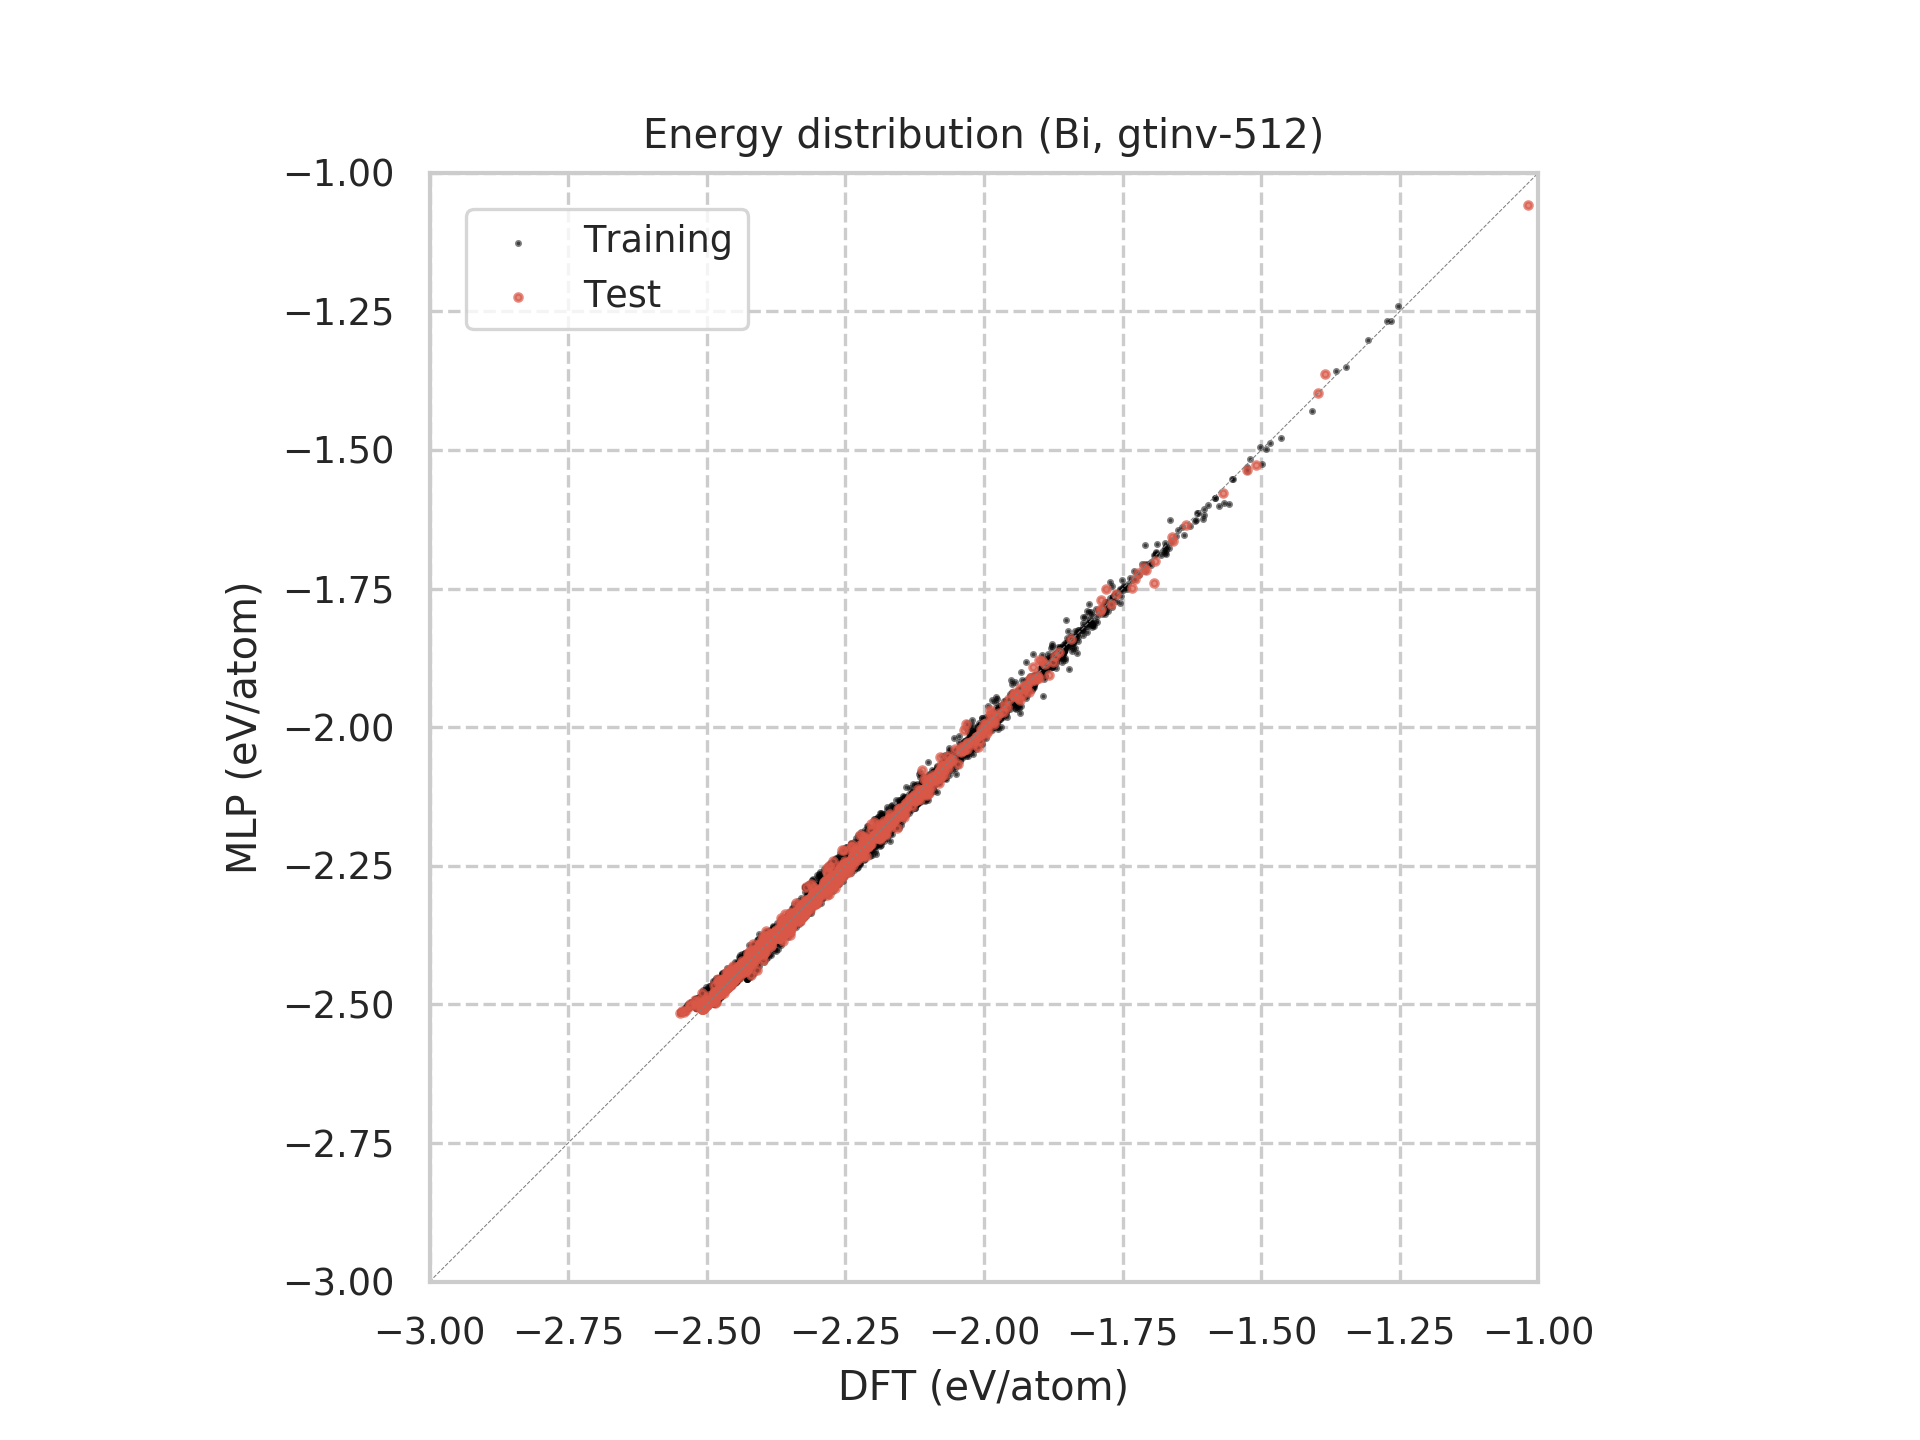 Energy distribution (Bi, gtinv-512)
−1.00
−1.25
−1.50
−1.75
−2.00
−2.25
−2.50
−2.75
−3.00
MLP (eV/atom)
Training
Test
−3.00 −2.75 −2.50 −2.25 −2.00 −1.75 −1.50 −1.25 −1.00
DFT (eV/atom)